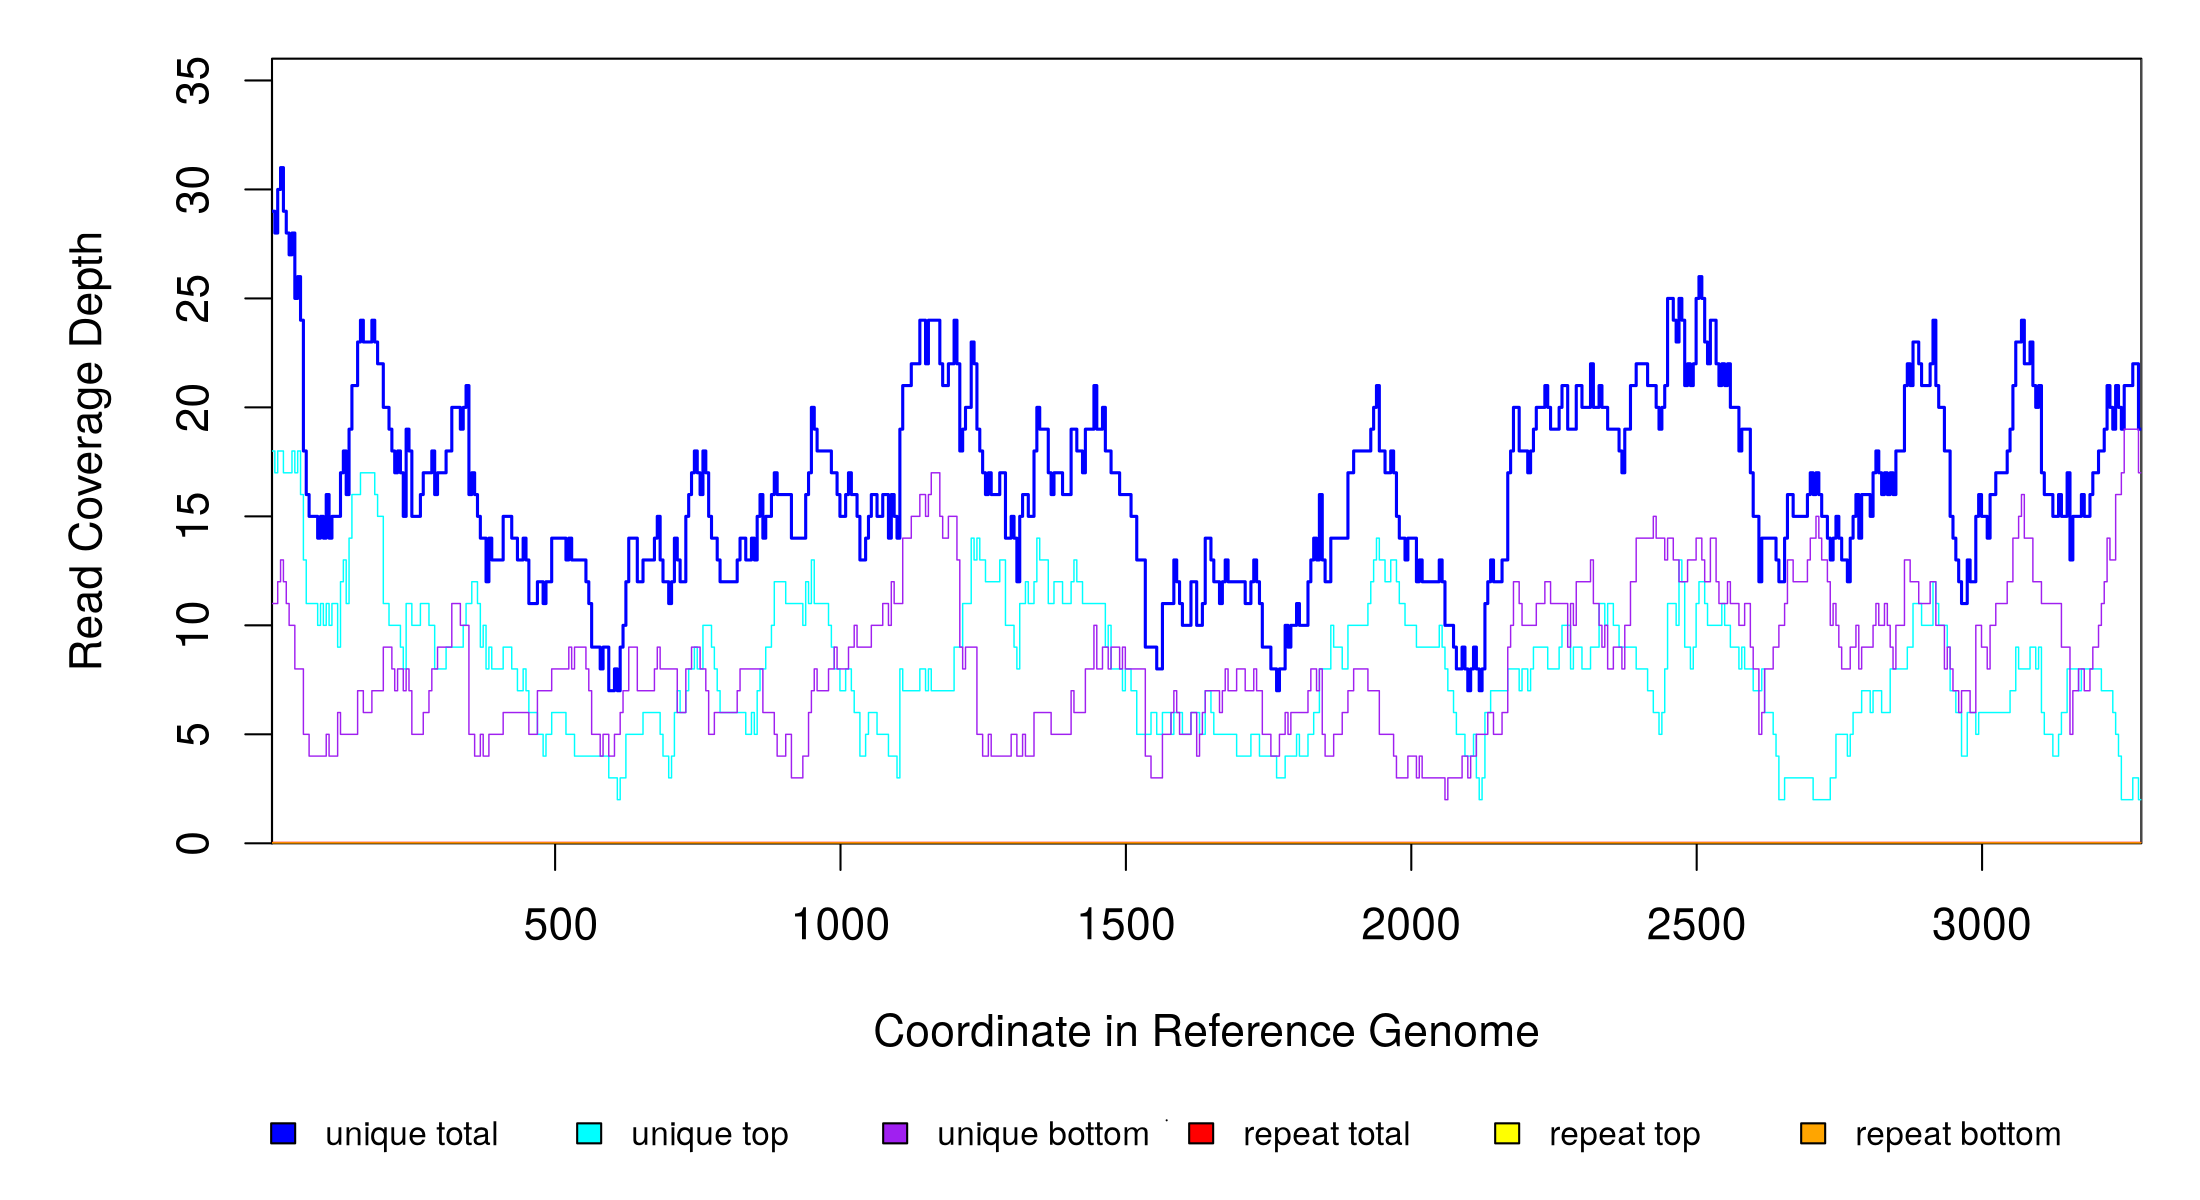 Read Coverage Depth
35
30
25
20
15
10
5
0
500 1000 1500 2000 2500 3000
Coordinate in Reference Genome
unique total unique top unique bottom repeat total repeat top repeat bottom